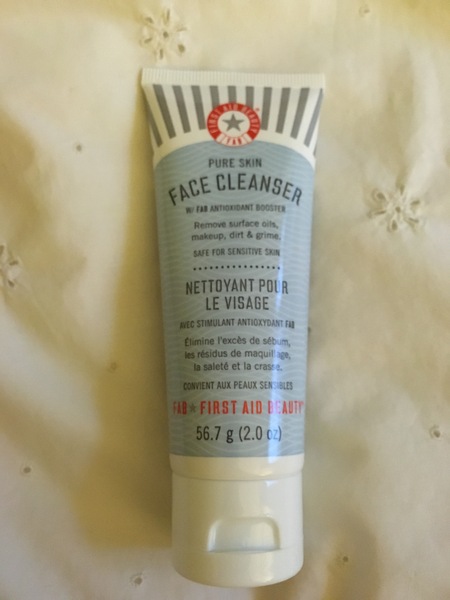 FIRST AID BEAUTY
PURE SKIN
FACE CLEANSER
W/ FAB ANTIOXIDANT BOOSTER
Remove surface oils,
makeup, dirt & grime.
SAFE FOR SENSITIVE SKIN
NETTOYANT POUR
LE VISAGE
AVEC STIMULANT ANTIOXYDANT FAB
Élimine l'excès de sébum,
les résidus de maquillage,
la saleté et la crasse.
CONVIENT AUX PEAUX SENSIBLES
FAB★FIRST AID BEAUTY®
56.7 g (2.0 oz)